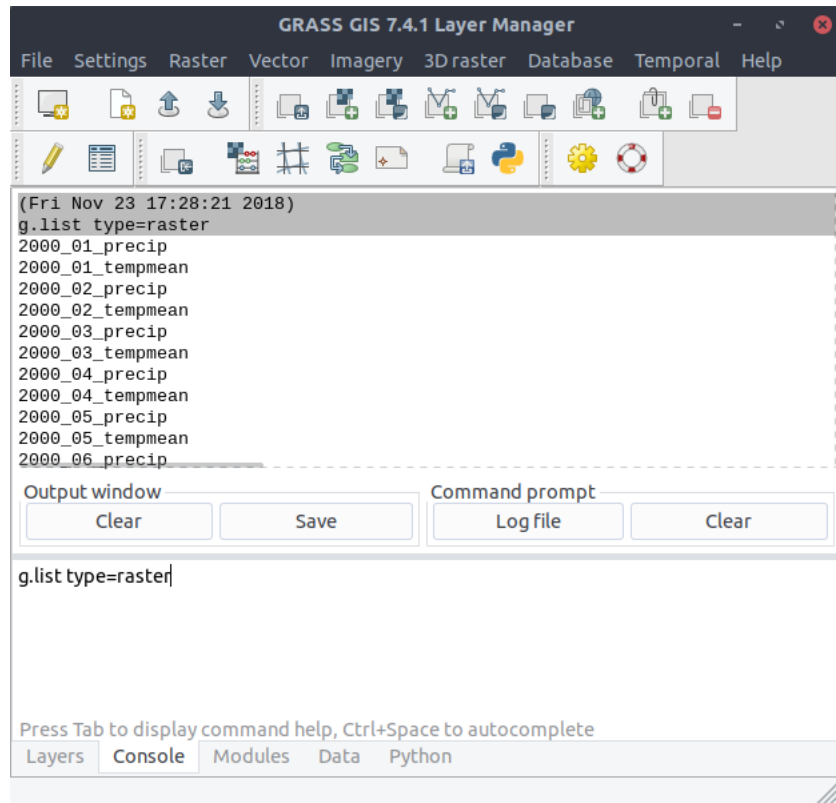 GRASS GIS 7.4.1 Layer Manager
File Settings Raster Vector Imagery 3D raster Database Temporal Help
(Fri Nov 23 17:28:21 2018)
g.list type=raster
2000_01_precip
2000_01_tempmean
2000_02_precip
2000_02_tempmean
2000_03_precip
2000_03_tempmean
2000_04_precip
2000_04_tempmean
2000_05_precip
2000_05_tempmean
2000_06_precip
Output window Command prompt
Clear Save Log file Clear
g.list type=raster
Press Tab to display command help, Ctrl+Space to autocomplete
Layers Console Modules Data Python